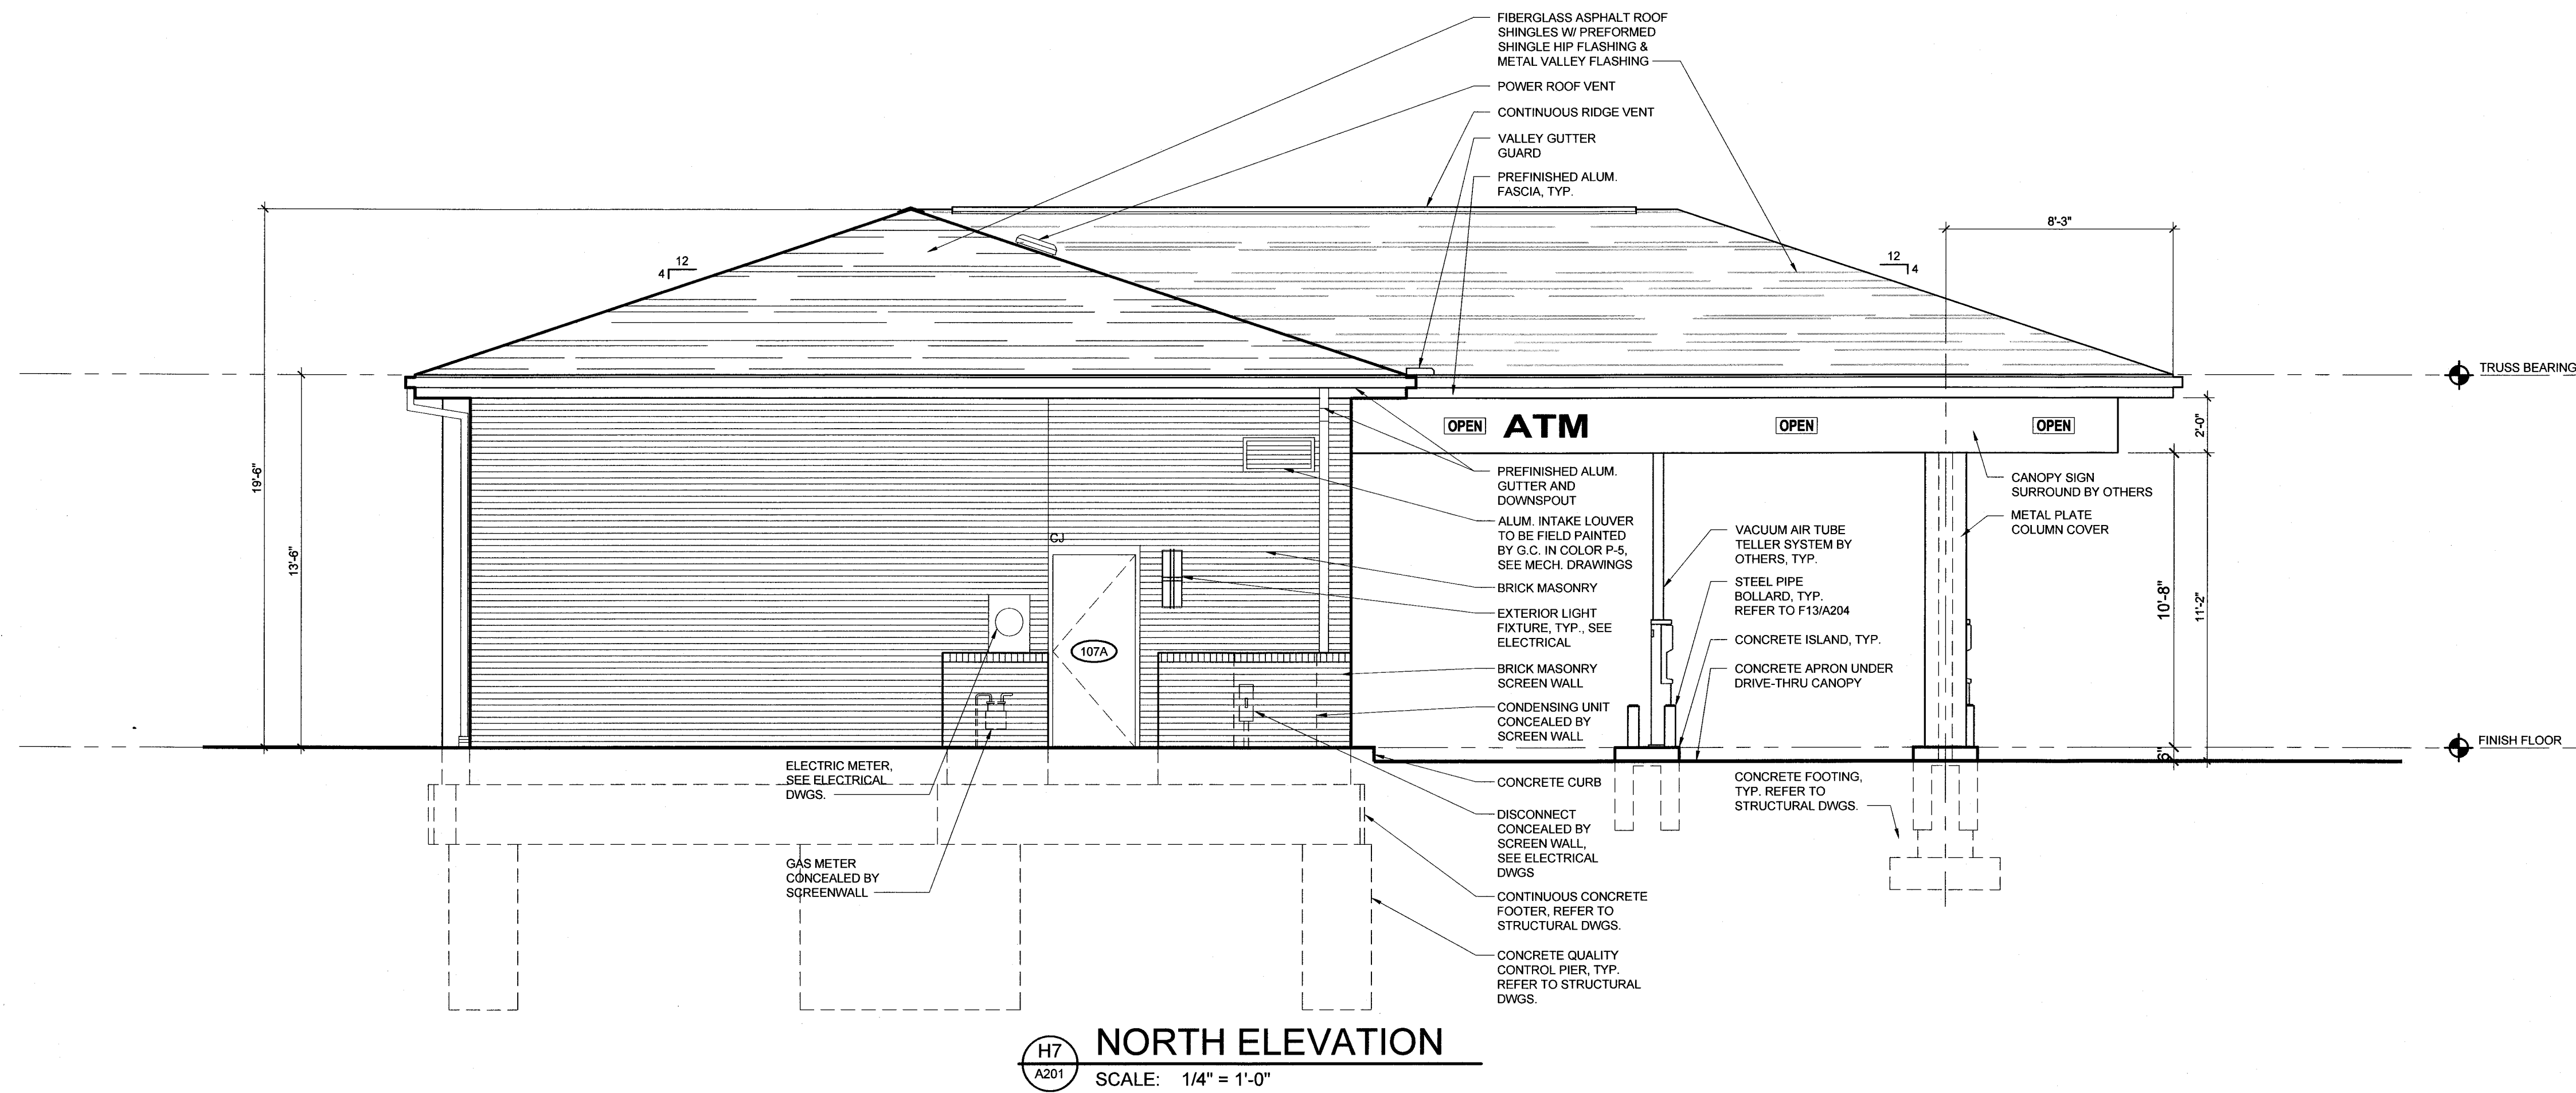 FIBERGLASS ASPHALT ROOF
SHINGLES W/ PREFORMED
SHINGLE HIP FLASHING &
METAL VALLEY FLASHING
POWER ROOF VENT
CONTINUOUS RIDGE VENT
VALLEY GUTTER
GUARD
PREFINISHED ALUM.
FASCIA, TYP.
8'-3"
12
4
12
4
TRUSS BEARING
19'-6"
13'-6"
OPEN
ATM
OPEN
OPEN
2'-0"
PREFINISHED ALUM.
GUTTER AND
DOWNSPOUT
CANOPY SIGN
SURROUND BY OTHERS
METAL PLATE
COLUMN COVER
ALUM. INTAKE LOUVER
TO BE FIELD PAINTED
BY G.C. IN COLOR P-5,
SEE MECH. DRAWINGS
VACUUM AIR TUBE
TELLER SYSTEM BY
OTHERS, TYP.
CJ
BRICK MASONRY
STEEL PIPE
BOLLARD, TYP.
REFER TO F13/A204
10'-8"
11'-2"
EXTERIOR LIGHT
FIXTURE, TYP., SEE
ELECTRICAL
CONCRETE ISLAND, TYP.
107A
BRICK MASONRY
SCREEN WALL
CONCRETE APRON UNDER
DRIVE-THRU CANOPY
CONDENSING UNIT
CONCEALED BY
SCREEN WALL
FINISH FLOOR
6"
ELECTRIC METER,
SEE ELECTRICAL
DWGS.
CONCRETE CURB
CONCRETE FOOTING,
TYP. REFER TO
STRUCTURAL DWGS.
DISCONNECT
CONCEALED BY
SCREEN WALL,
SEE ELECTRICAL
DWGS
GAS METER
CONCEALED BY
SCREENWALL
CONTINUOUS CONCRETE
FOOTER, REFER TO
STRUCTURAL DWGS.
CONCRETE QUALITY
CONTROL PIER, TYP.
REFER TO STRUCTURAL
DWGS.
H7
A201
NORTH ELEVATION
SCALE: 1/4" = 1'-0"